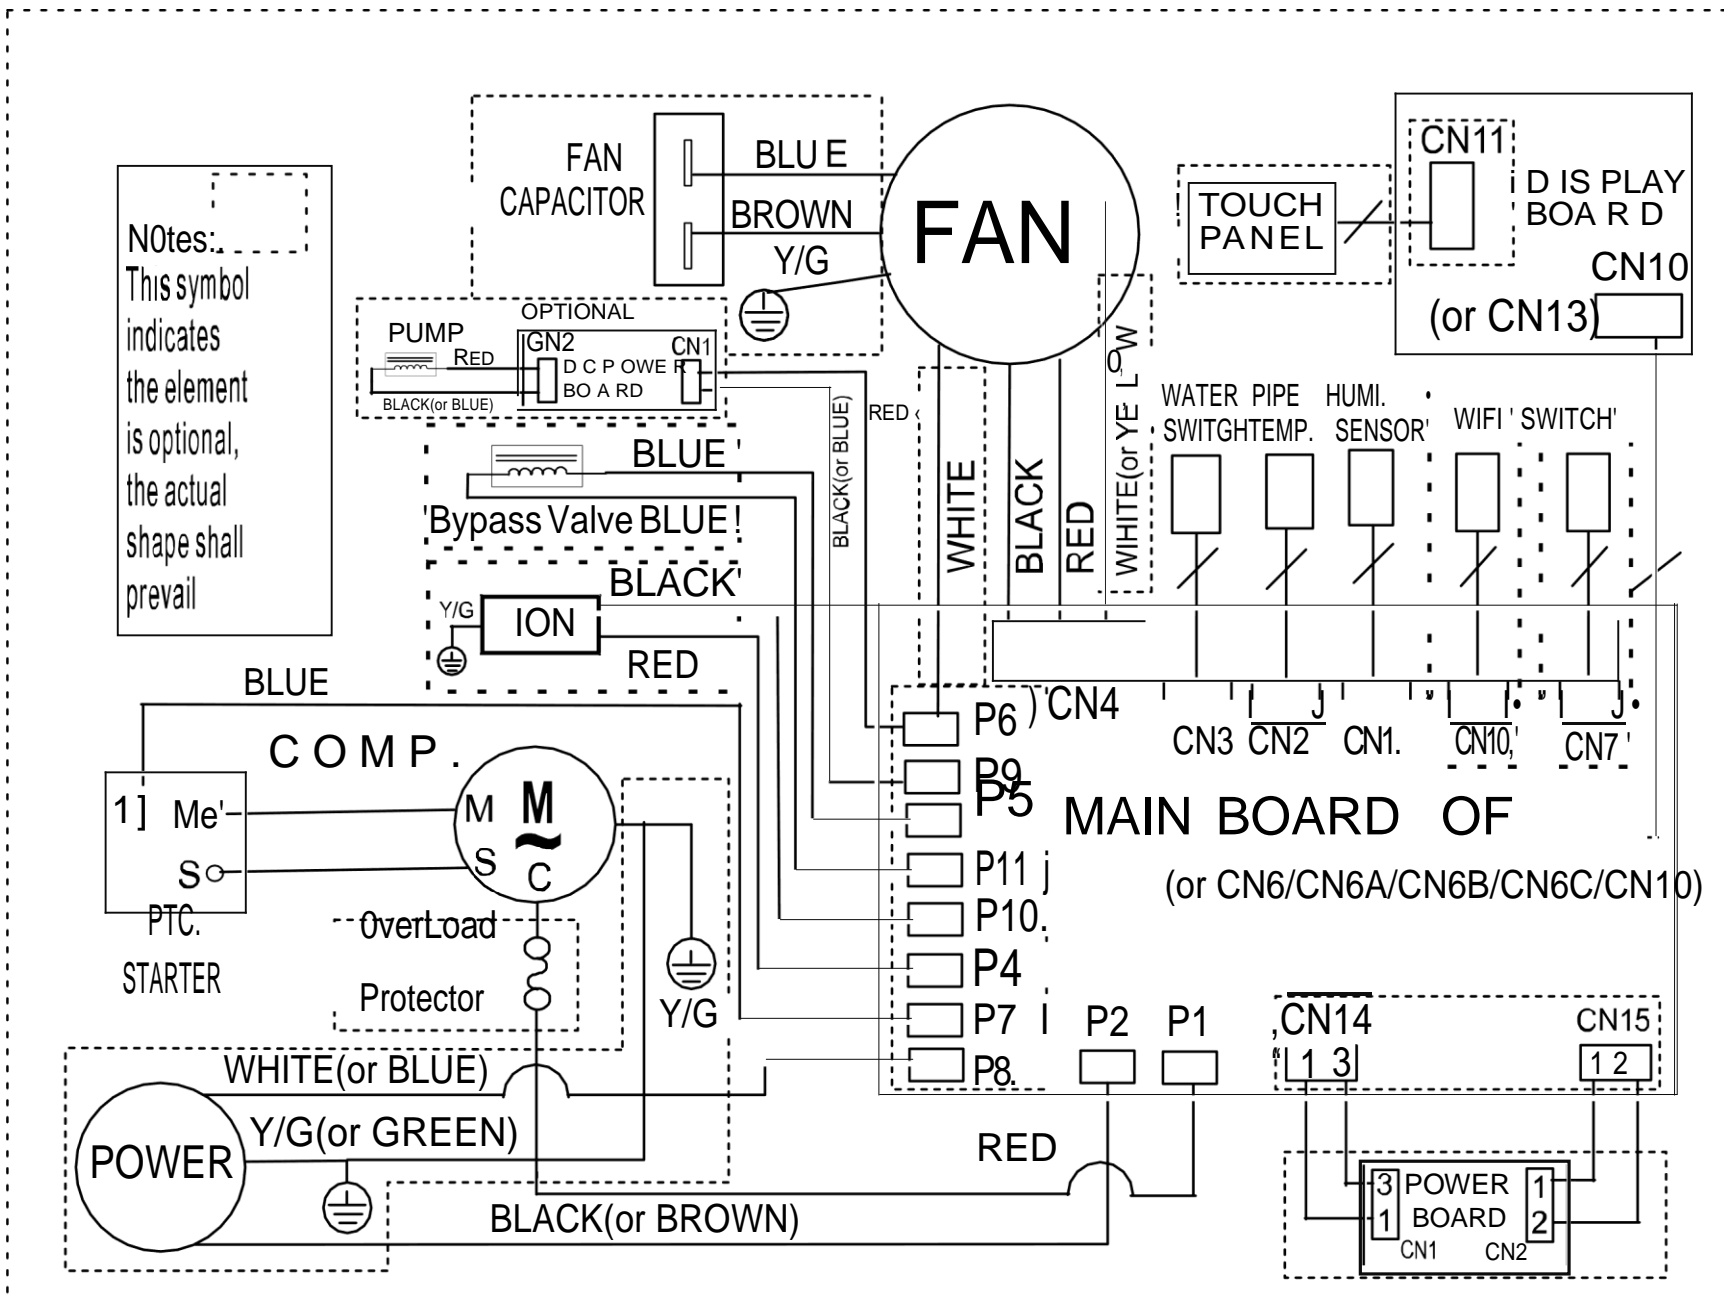 N0tes:.
This symbol
indicates
the element
is optional,
the actual
shape shall
prevail
FAN
CAPACITOR
BLU E
BROWN
Y/G
FAN
TOUCH
PANEL
CN11
D IS PLAY
BOA R D
CN10
(or CN13)
OPTIONAL
PUMP
RED
GN2
CN1
D C P OWE R
BO A RD
BLACK(or BLUE)
BLACK(or BLUE)
RED
BLUE '
'Bypass Valve BLUE !
WHITE
BLACK
RED
WIHITE(or YE L 0, W
WATER PIPE HUMI.
SWITGHTEMP. SENSOR'
WIFI ' SWITCH'
BLACK'
Y/G
ION
RED
BLUE
C O M P .
1] Me'
S
M
M
S
C
PTC.
STARTER
0verLoad
Protector
Y/G
P6 ) CN4
P9
P5
P11 j
P10.
P4
P7 I
P8.
CN3 CN2 CN1. CN10,' CN7 '
MAIN BOARD OF
(or CN6/CN6A/CN6B/CN6C/CN10)
P2 P1
,CN14
1 3
CN15
1 2
POWER
WHITE(or BLUE)
Y/G(or GREEN)
BLACK(or BROWN)
RED
3 POWER 1
1 BOARD 2
CN1 CN2